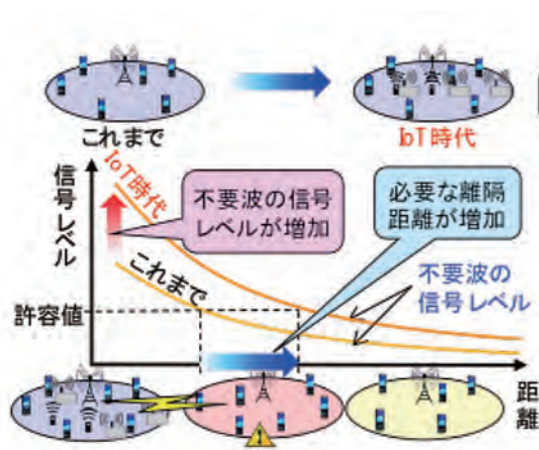 これまで
IoT時代
信号レベル
IoT時代
不要波の信号
レベルが増加
必要な離隔
距離が増加
これまで
不要波の
信号レベル
許容値
距離